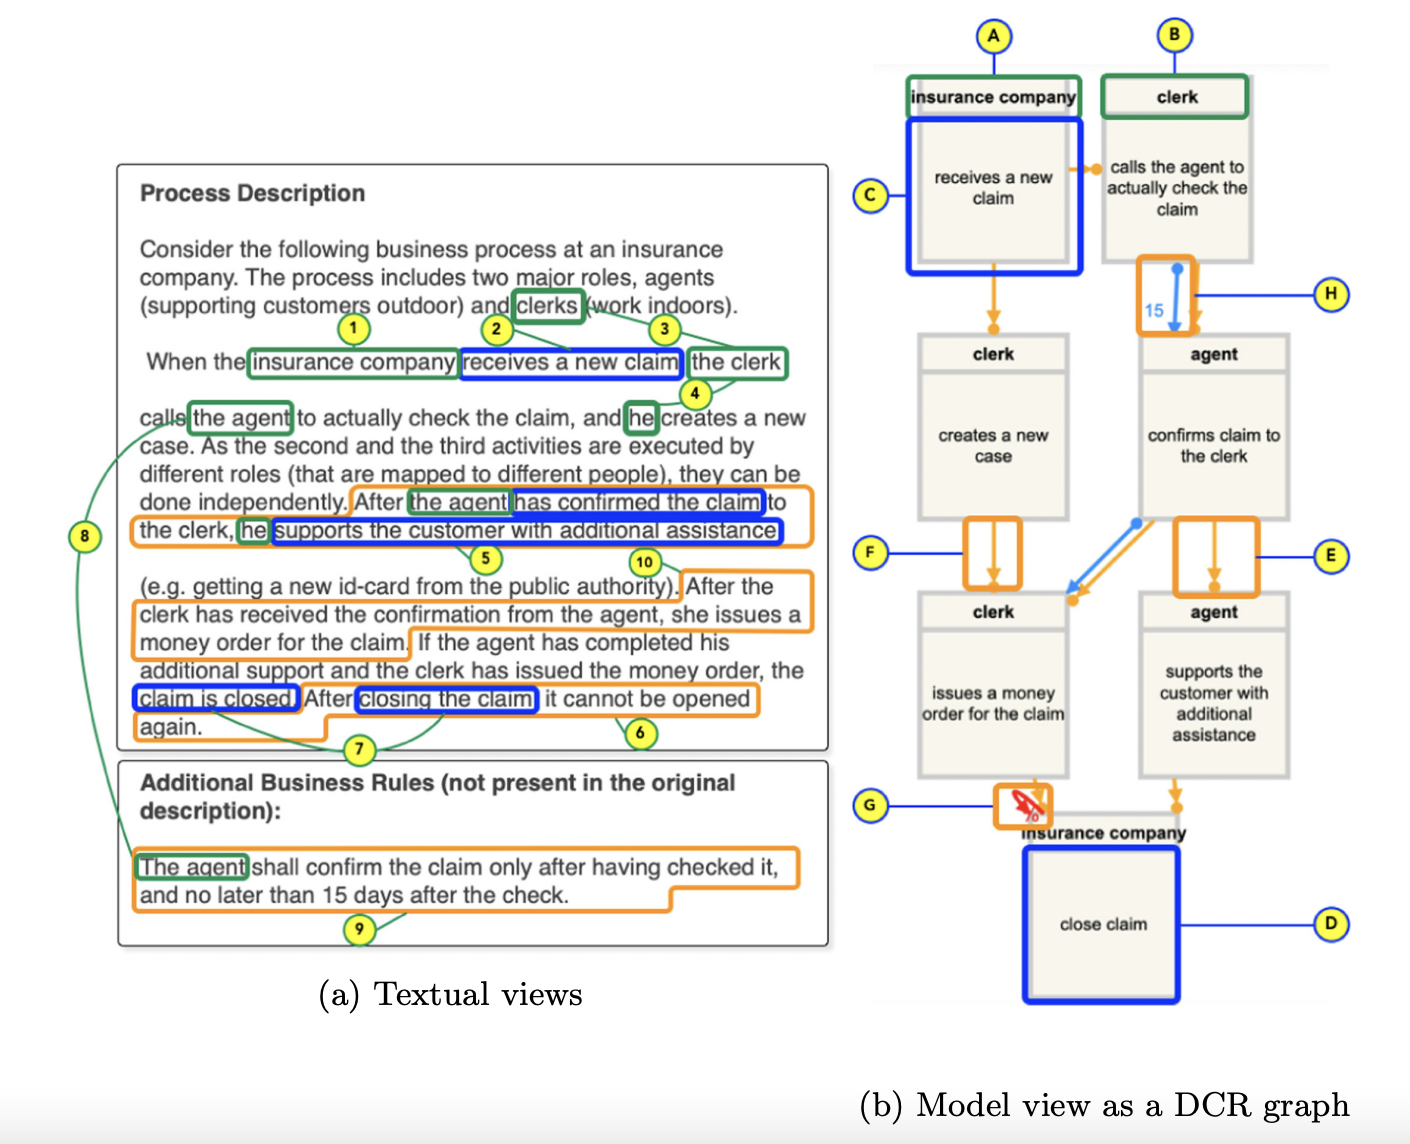 Process Description
Consider the following business process at an insurance
company. The process includes two major roles, agents
(supporting customers outdoor) and clerks (work indoors).
1
2
3
When the insurance company receives a new claim the clerk
4
calls the agent to actually check the claim, and he creates a new
case. As the second and the third activities are executed by
different roles (that are mapped to different people), they can be
done independently. After the agent has confirmed the claim to
the clerk, he supports the customer with additional assistance
8
5
10
(e.g. getting a new id-card from the public authority). After the
clerk has received the confirmation from the agent, she issues a
money order for the claim. If the agent has completed his
additional support and the clerk has issued the money order, the
claim is closed. After closing the claim it cannot be opened
again.
6
7
Additional Business Rules (not present in the original
description):
The agent shall confirm the claim only after having checked it,
and no later than 15 days after the check.
9
(a) Textual views
A
B
insurance company
clerk
C
receives a new
claim
calls the agent to
actually check the
claim
15
H
clerk
agent
creates a new
case
confirms claim to
the clerk
F
E
clerk
agent
issues a money
order for the claim
supports the
customer with
additional
assistance
G
%
insurance company
close claim
D
(b) Model view as a DCR graph